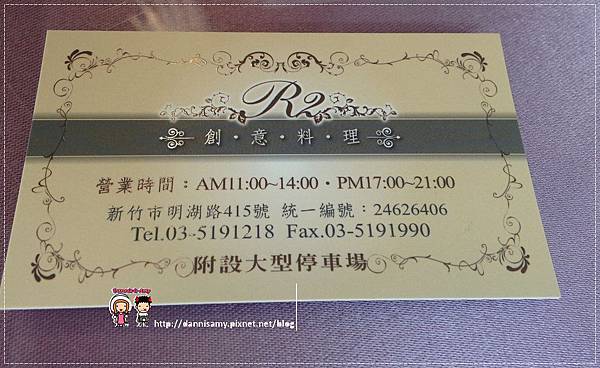 R2
創·意·料·理
營業時間：AM11:00~14:00·PM17:00~21:00
新竹市明湖路415號 統一編號：24626406
Tel.03-5191218 Fax.03-5191990
附設大型停車場
http://dannisamy.pixnet.net/blog